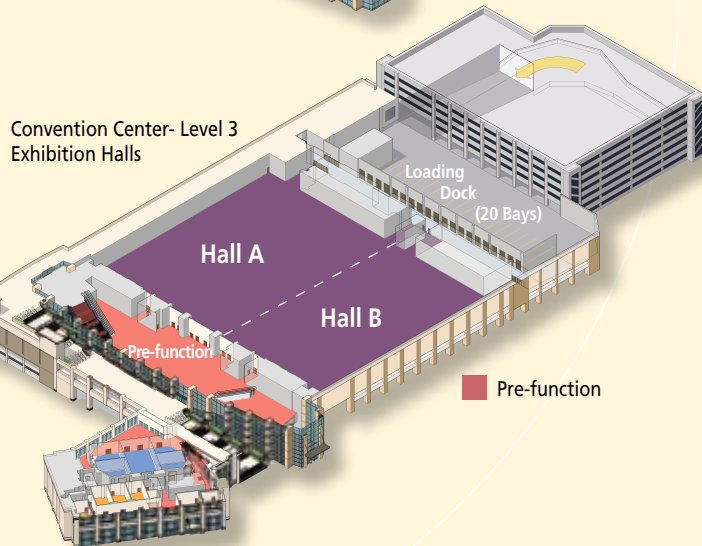 Convention Center- Level 3
Exhibition Halls
Loading
Dock
(20 Bays)
Hall A
Hall B
Pre-function
Pre-function